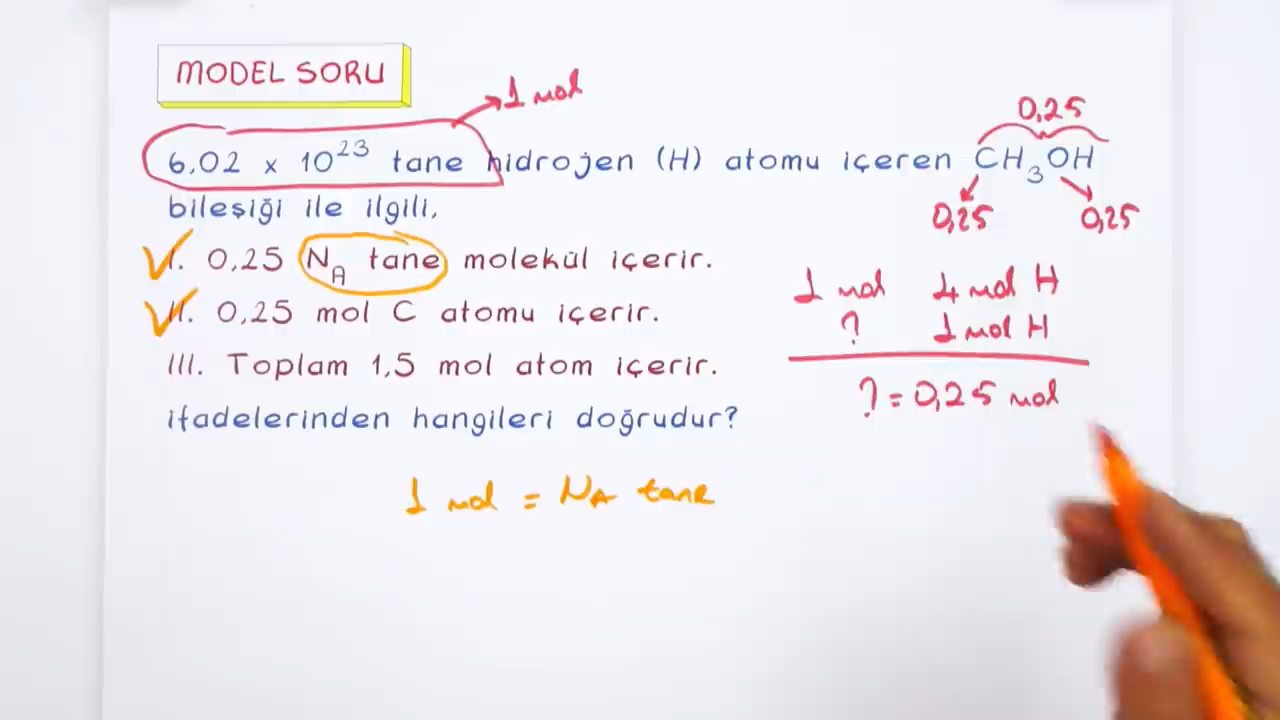 MODEL SORU
1 mol
0,25
6,02 x 10²³ tane hidrojen (H) atomu içeren CH₃OH
bileşiği ile ilgili,
0,25 0,25
I. 0,25 N_A tane molekül içerir.
1 mol 4 mol H
II. 0,25 mol C atomu içerir.
? 1 mol H
III. Toplam 1,5 mol atom içerir.
? = 0,25 mol
ifadelerinden hangileri doğrudur?
1 mol = N_A tane